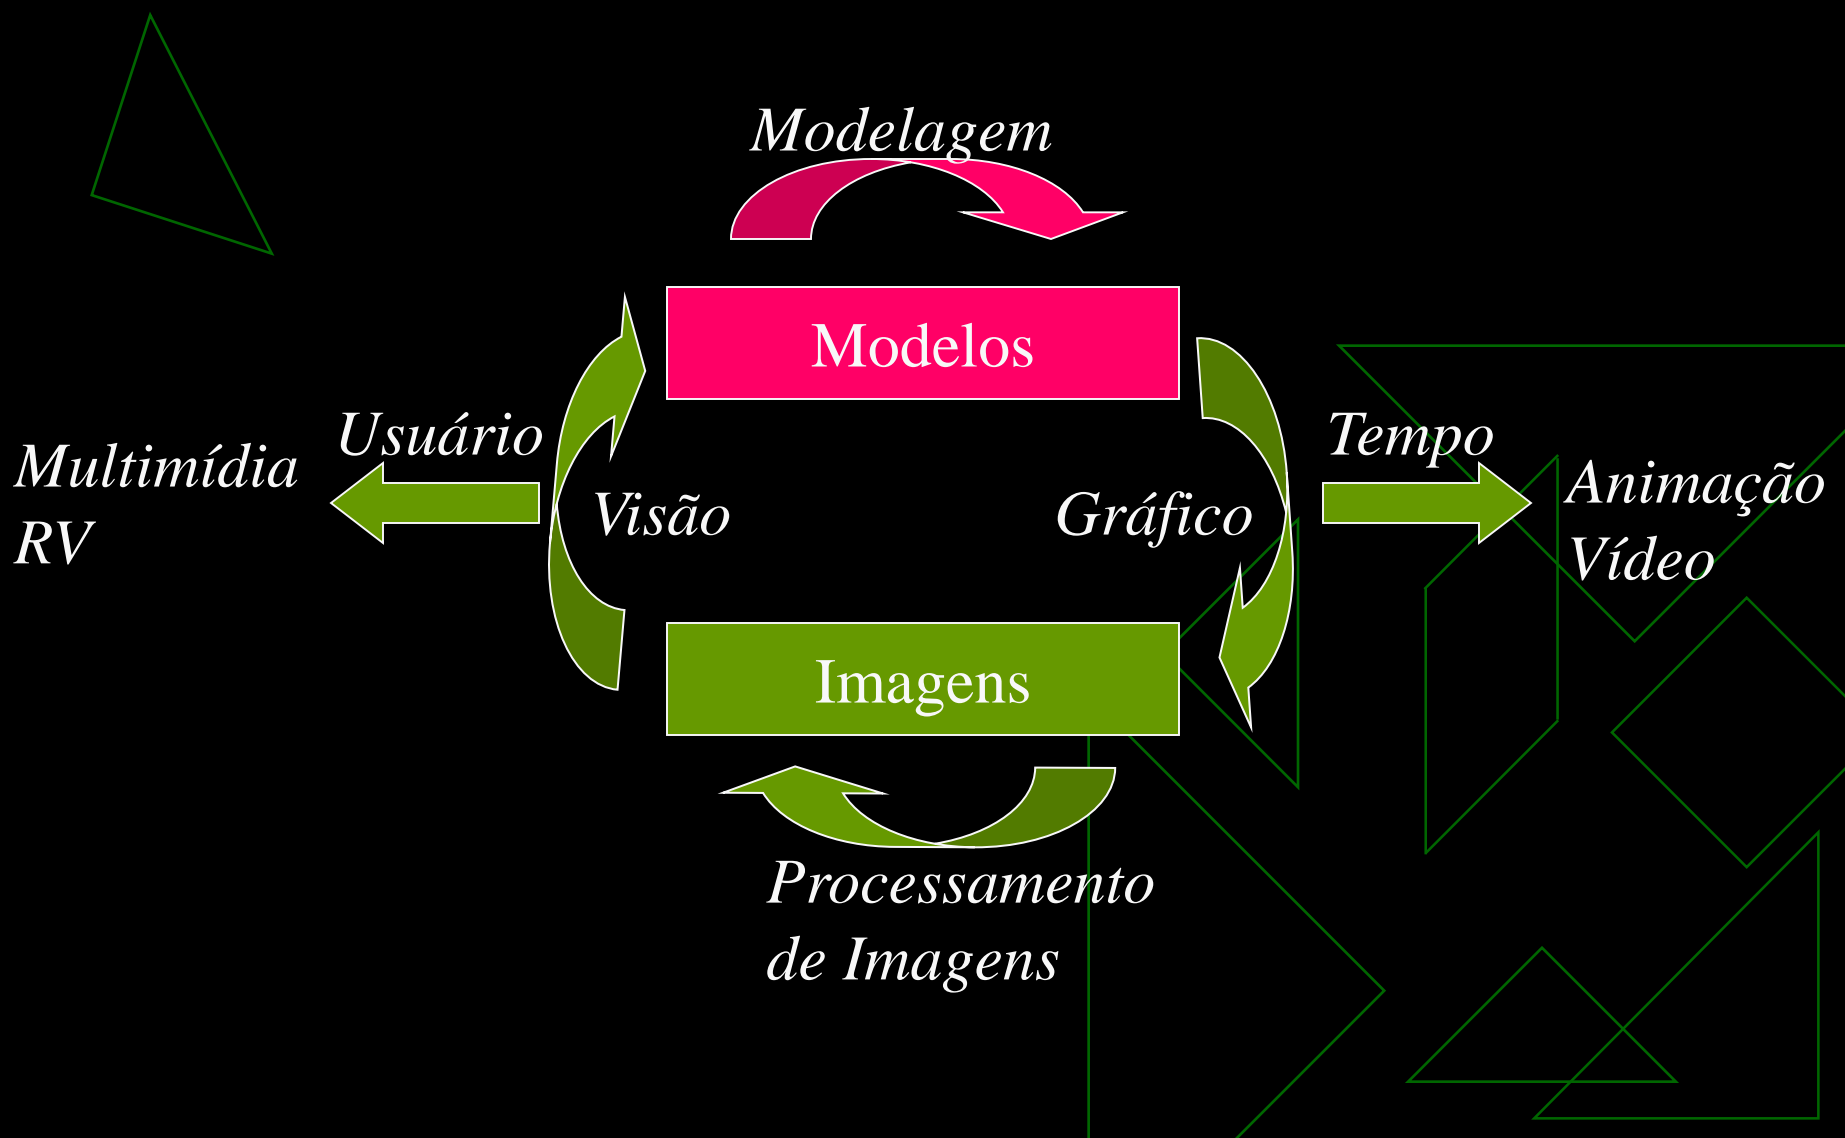 Modelagem
Modelos
Usuário
Tempo
Multimídia
RV
Visão
Gráfico
Animação
Vídeo
Imagens
Processamento
de Imagens